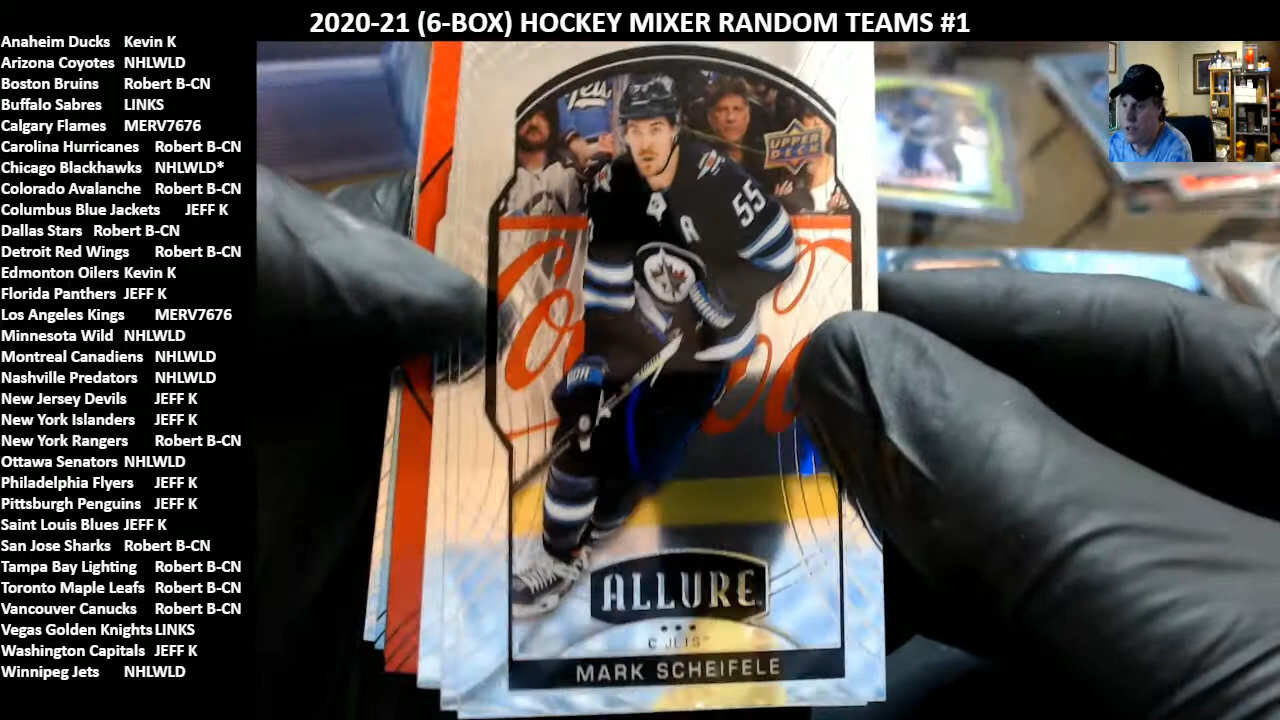 2020-21 (6-BOX) HOCKEY MIXER RANDOM TEAMS #1
Anaheim Ducks Kevin K
Arizona Coyotes NHLWLD
Boston Bruins Robert B-CN
Buffalo Sabres LINKS
Calgary Flames MERV7676
Carolina Hurricanes Robert B-CN
Chicago Blackhawks NHLWLD*
Colorado Avalanche Robert B-CN
Columbus Blue Jackets JEFF K
Dallas Stars Robert B-CN
Detroit Red Wings Robert B-CN
Edmonton Oilers Kevin K
Florida Panthers JEFF K
Los Angeles Kings MERV7676
Minnesota Wild NHLWLD
Montreal Canadiens NHLWLD
Nashville Predators NHLWLD
New Jersey Devils JEFF K
New York Islanders JEFF K
New York Rangers Robert B-CN
Ottawa Senators NHLWLD
Philadelphia Flyers JEFF K
Pittsburgh Penguins JEFF K
Saint Louis Blues JEFF K
San Jose Sharks Robert B-CN
Tampa Bay Lighting Robert B-CN
Toronto Maple Leafs Robert B-CN
Vancouver Canucks Robert B-CN
Vegas Golden Knights LINKS
Washington Capitals JEFF K
Winnipeg Jets NHLWLD
UPPER
DECK
A
55
ALLURE
C JETS
MARK SCHEIFELE